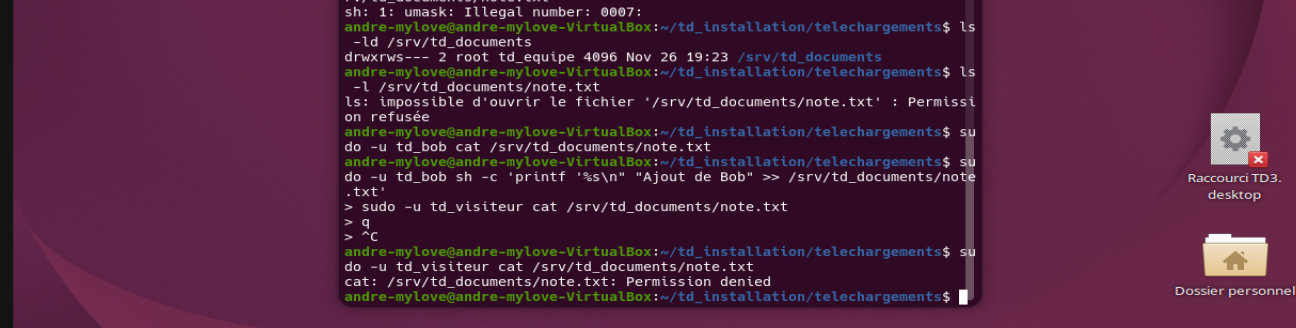 sh: 1: umask: Illegal number: 0007:
andre-mylove@andre-mylove-VirtualBox:~/td_installation/telechargements$ ls
-ld /srv/td_documents
drwxrws--- 2 root td_equipe 4096 Nov 26 19:23 /srv/td_documents
andre-mylove@andre-mylove-VirtualBox:~/td_installation/telechargements$ ls
-l /srv/td_documents/note.txt
ls: impossible d'ouvrir le fichier '/srv/td_documents/note.txt' : Permissi
on refusée
andre-mylove@andre-mylove-VirtualBox:~/td_installation/telechargements$ su
do -u td_bob cat /srv/td_documents/note.txt
andre-mylove@andre-mylove-VirtualBox:~/td_installation/telechargements$ su
do -u td_bob sh -c 'printf '%s\n" "Ajout de Bob" >> /srv/td_documents/note
.txt'
> sudo -u td_visiteur cat /srv/td_documents/note.txt
> q
> ^C
andre-mylove@andre-mylove-VirtualBox:~/td_installation/telechargements$ su
do -u td_visiteur cat /srv/td_documents/note.txt
cat: /srv/td_documents/note.txt: Permission denied
andre-mylove@andre-mylove-VirtualBox:~/td_installation/telechargements$
Raccourci TD3.
desktop
Dossier personnel